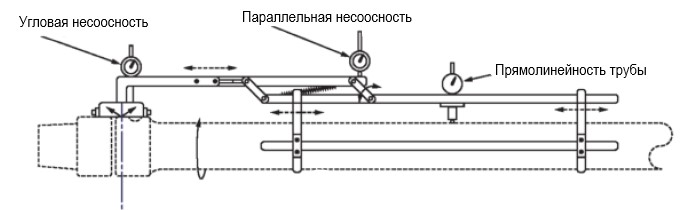 Угловая несоосность
Параллельная несоосность
Прямолинейность трубы